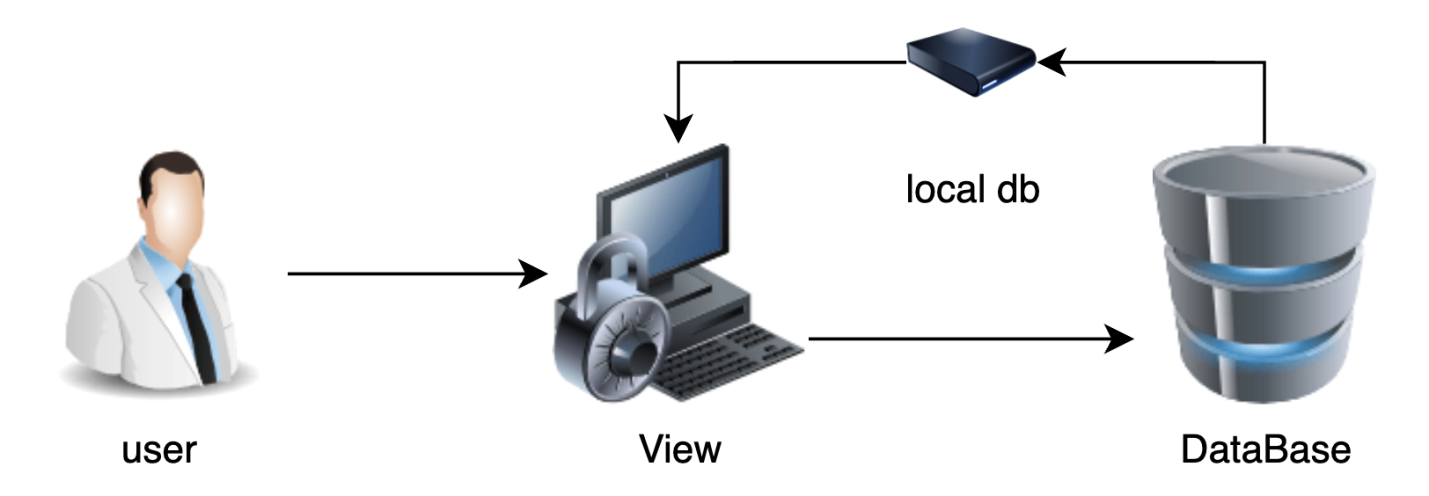 local db
user
View
DataBase